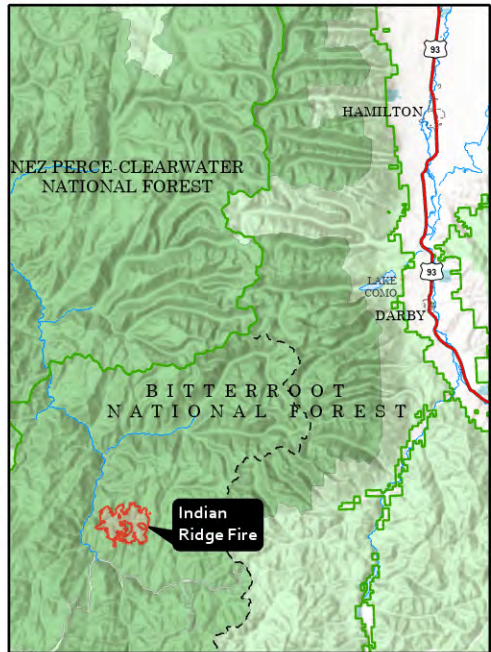 93
HAMILTON
NEZ PERCE-CLEARWATER
NATIONAL FOREST
93
LAKE
COMO
DARBY
BITTERROOT
NATIONAL FOREST
Indian
Ridge Fire